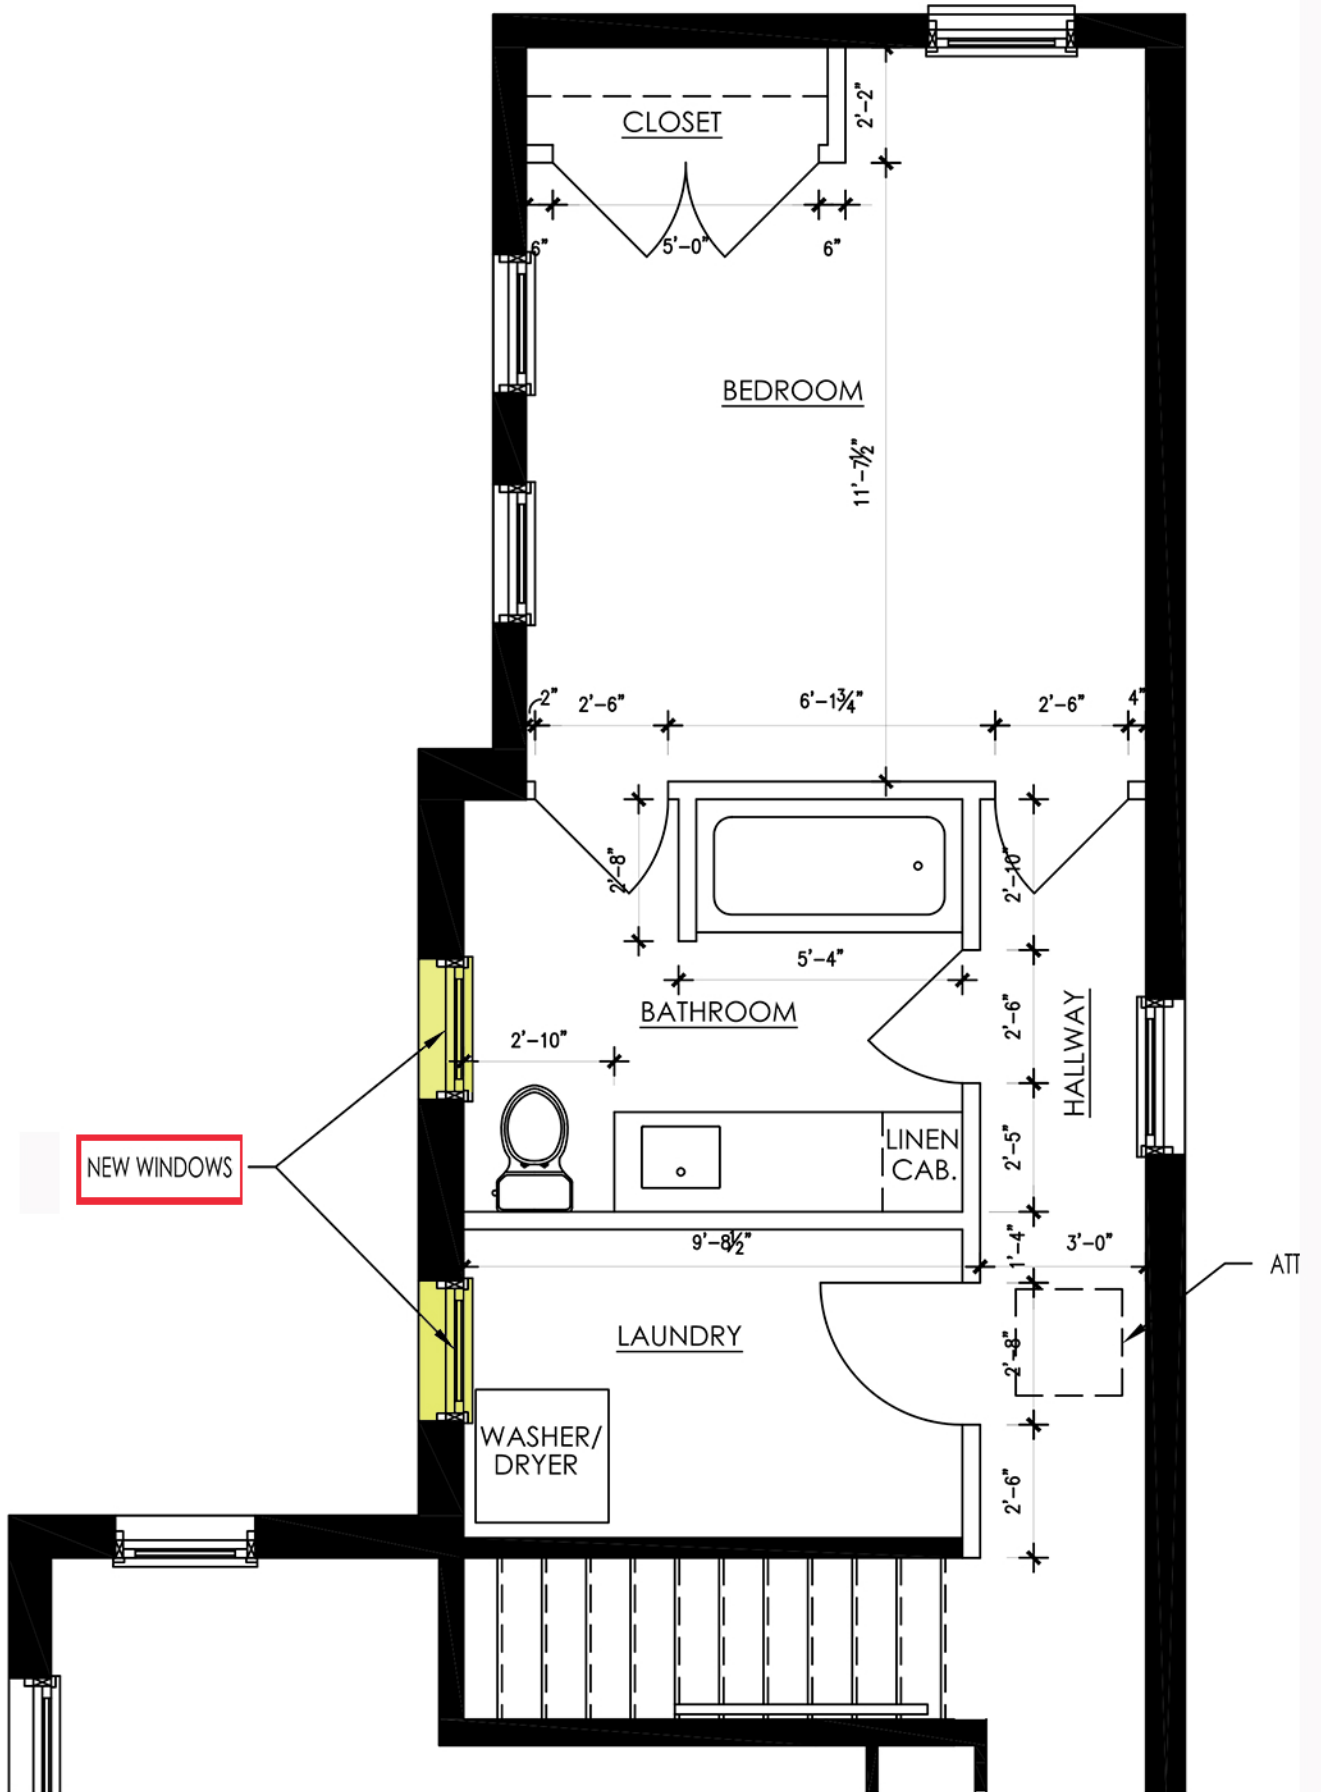 2'-2"
CLOSET
6"
5'-0"
6"
BEDROOM
11'-7½"
2"
2'-6"
6'-1¾"
2'-6"
4"
2'-8"
2'-10"
5'-4"
BATHROOM
2'-6"
HALLWAY
2'-10"
LINEN
CAB.
2'-5"
NEW WINDOWS
9'-8½"
1'-4"
3'-0"
ATT
LAUNDRY
2'-8"
WASHER/
DRYER
2'-6"